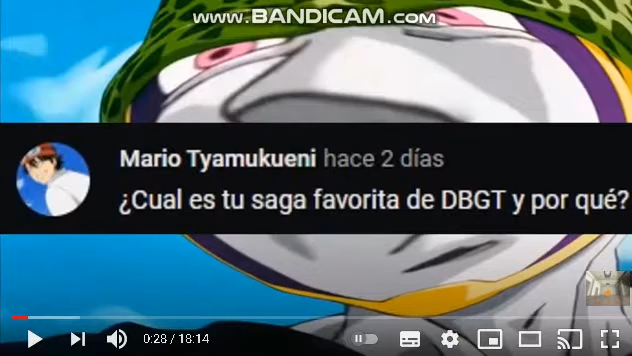 www.BANDICAM.com
Mario Tyamukueni hace 2 días
¿Cual es tu saga favorita de DBGT y por qué?
0:28 / 18:14